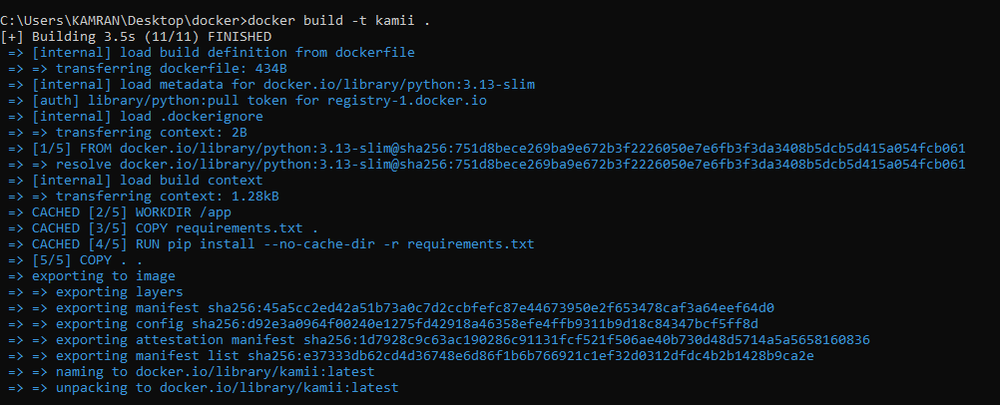 C:\Users\KAMRAN\Desktop\docker>docker build -t kamii .
[+] Building 3.5s (11/11) FINISHED
=> [internal] load build definition from dockerfile
=> => transferring dockerfile: 434B
=> [internal] load metadata for docker.io/library/python:3.13-slim
=> [auth] library/python:pull token for registry-1.docker.io
=> [internal] load .dockerignore
=> => transferring context: 2B
=> [1/5] FROM docker.io/library/python:3.13-slim@sha256:751d8bece269ba9e672b3f2226050e7e6fb3f3da3408b5dcb5d415a054fcb061
=> => resolve docker.io/library/python:3.13-slim@sha256:751d8bece269ba9e672b3f2226050e7e6fb3f3da3408b5dcb5d415a054fcb061
=> [internal] load build context
=> => transferring context: 1.28kB
=> CACHED [2/5] WORKDIR /app
=> CACHED [3/5] COPY requirements.txt .
=> CACHED [4/5] RUN pip install --no-cache-dir -r requirements.txt
=> [5/5] COPY . .
=> exporting to image
=> => exporting layers
=> => exporting manifest sha256:45a5cc2ed42a51b73a0c7d2ccbfefc87e44673950e2f653478caf3a64eef64d0
=> => exporting config sha256:d92e3a0964f00240e1275fd42918a46358efe4ffb9311b9d18c84347bcf5ff8d
=> => exporting attestation manifest sha256:1d7928c9c63ac190286c91131fcf521f506ae40b730d48d5714a5a5658160836
=> => exporting manifest list sha256:e37333db62cd4d36748e6d86f1b6b766921c1ef32d0312dfdc4b2b1428b9ca2e
=> => naming to docker.io/library/kamii:latest
=> => unpacking to docker.io/library/kamii:latest